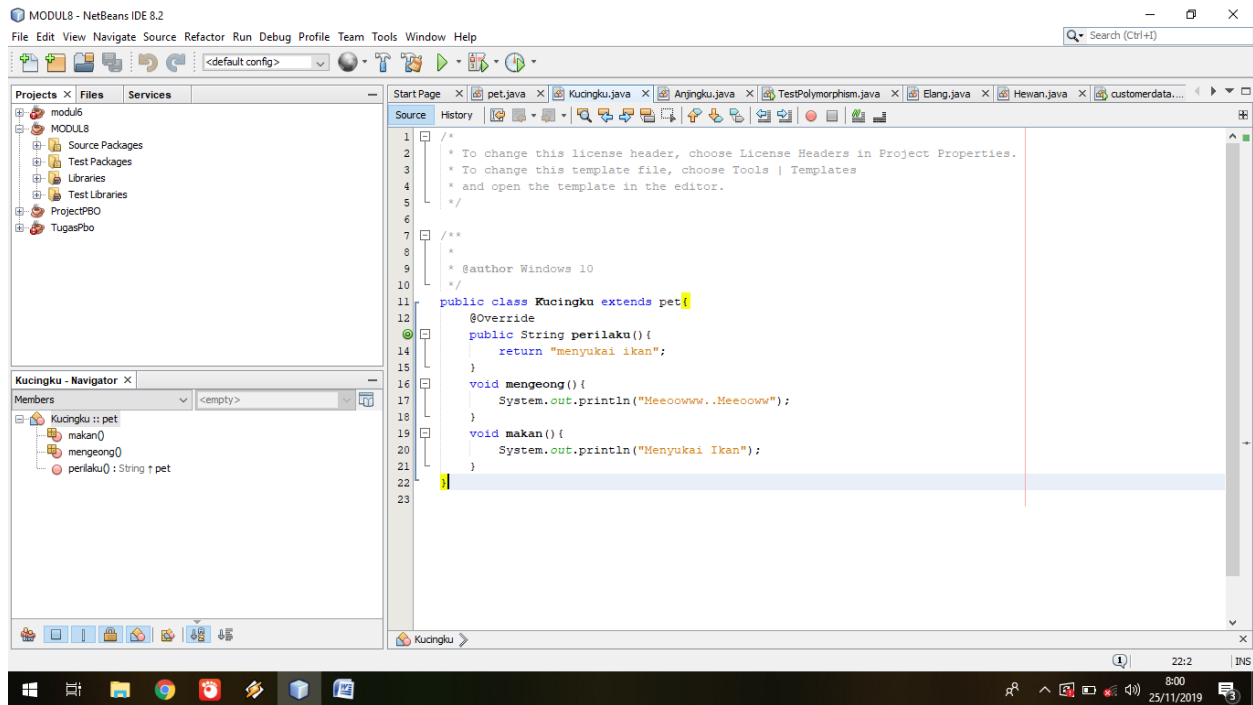 MODUL8 - NetBeans IDE 8.2
File Edit View Navigate Source Refactor Run Debug Profile Team Tools Window Help
Search (Ctrl+I)
<default config>
Projects Files Services
modul6
MODUL8
Source Packages
Test Packages
Libraries
Test Libraries
ProjectPBO
TugasPbo
Kucingku - Navigator
Members <empty>
Kucingku :: pet
makan()
mengeong()
perilaku() : String ↑ pet
Start Page pet.java Kucingku.java Anjingku.java TestPolymorphism.java Elang.java Hewan.java customerdata....
Source History
1 /*
2 * To change this license header, choose License Headers in Project Properties.
3 * To change this template file, choose Tools | Templates
4 * and open the template in the editor.
5 */
6
7 /**
8 *
9 * @author Windows 10
10 */
11 public class Kucingku extends pet{
12 @Override
public String perilaku(){
14 return "menyukai ikan";
15 }
16 void mengeong(){
17 System.out.println("Meeoowww..Meeooww");
18 }
19 void makan(){
20 System.out.println("Menyukai Ikan");
21 }
22 }
23
Kucingku
1 22:2 INS
8:00
25/11/2019
3